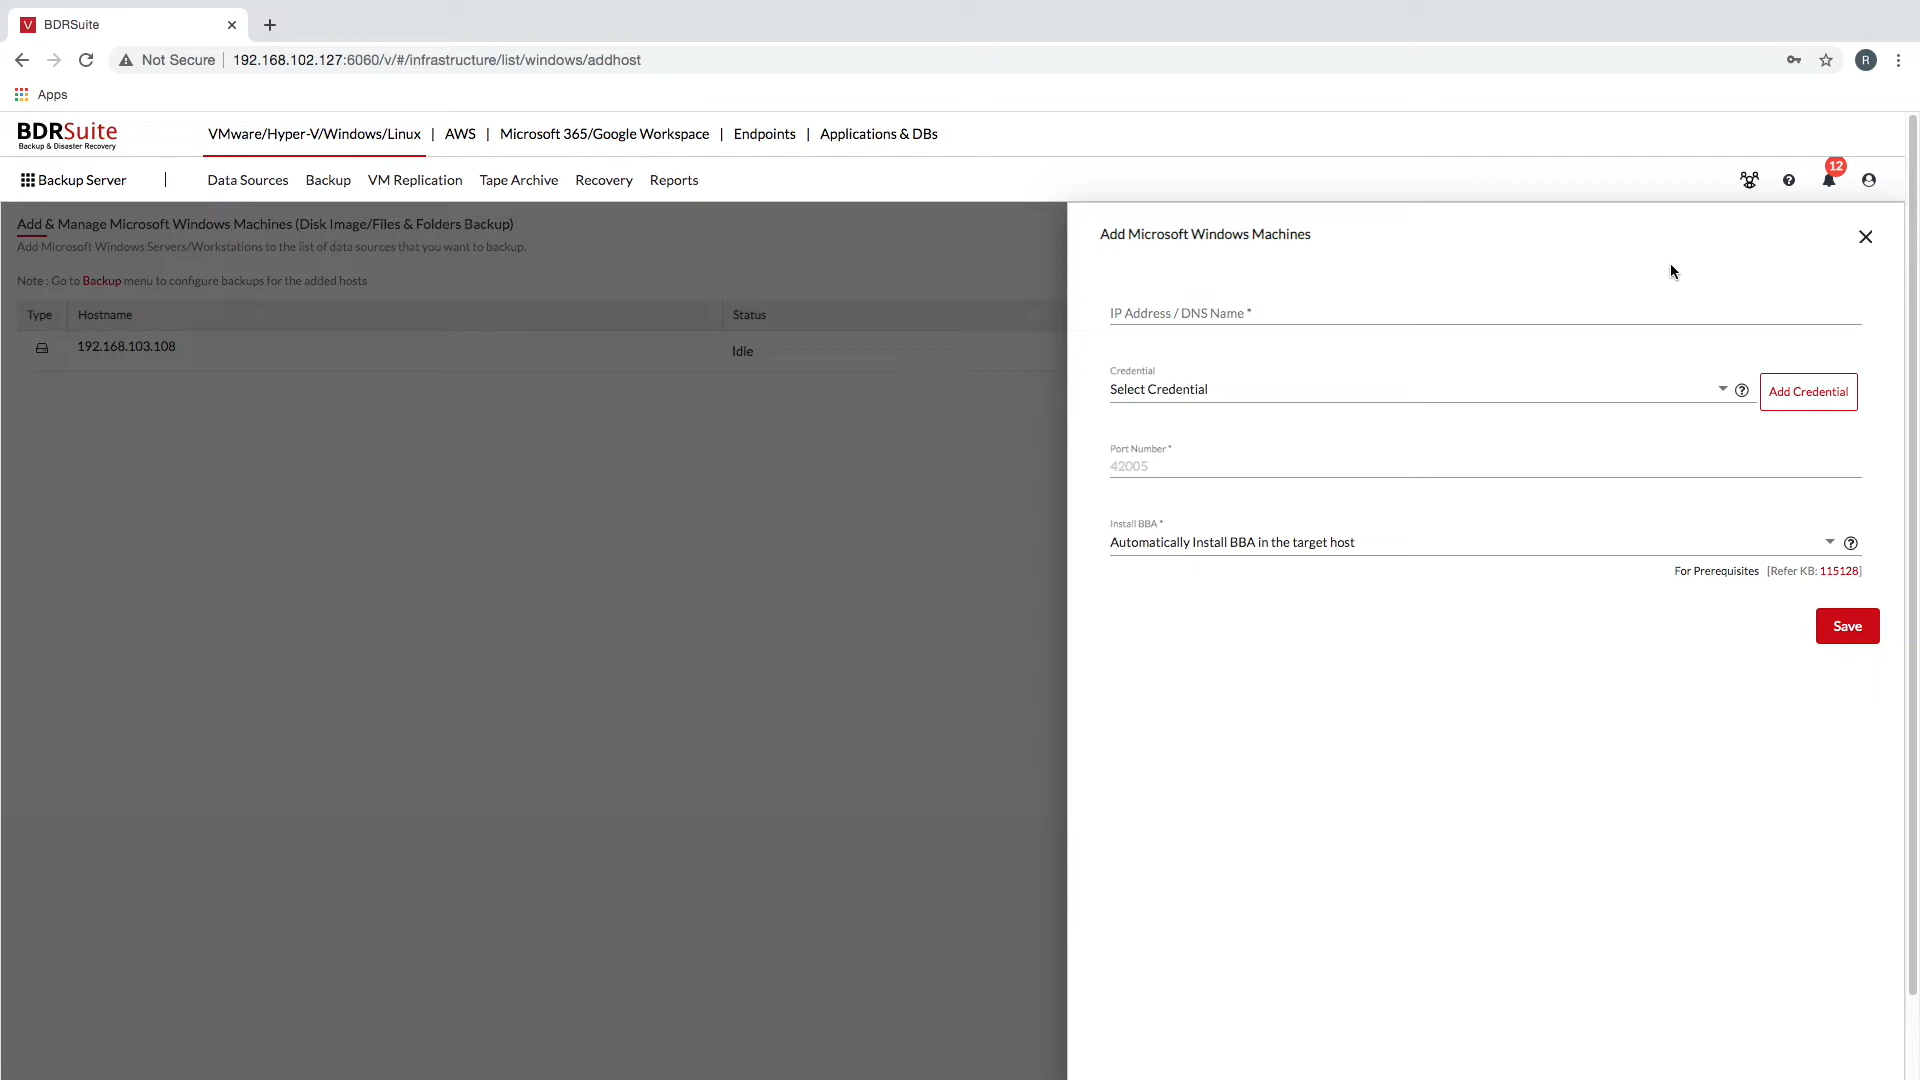 V BDRSuite
Not Secure 192.168.102.127:6060/v/#/infrastructure/list/windows/addhost
R
Apps
BDRSuite
Backup & Disaster Recovery
VMware/Hyper-V/Windows/Linux | AWS | Microsoft 365/Google Workspace | Endpoints | Applications & DBs
Backup Server | Data Sources Backup VM Replication Tape Archive Recovery Reports
12
Add & Manage Microsoft Windows Machines (Disk Image/Files & Folders Backup)
Add Microsoft Windows Servers/Workstations to the list of data sources that you want to backup.
Note : Go to Backup menu to configure backups for the added hosts
Type Hostname Status
192.168.103.108 Idle
Add Microsoft Windows Machines
IP Address / DNS Name *
Credential
Select Credential
Add Credential
Port Number *
42005
Install BBA *
Automatically Install BBA in the target host
For Prerequisites [Refer KB: 115128]
Save